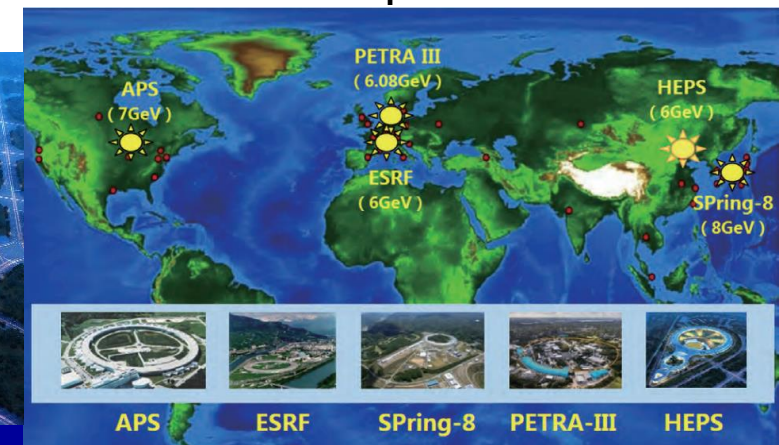 PETRA III
( 6.08GeV )
APS
( 7GeV )
HEPS
( 6GeV )
ESRF
( 6GeV )
SPring-8
( 8GeV )
APS ESRF SPring-8 PETRA-III HEPS